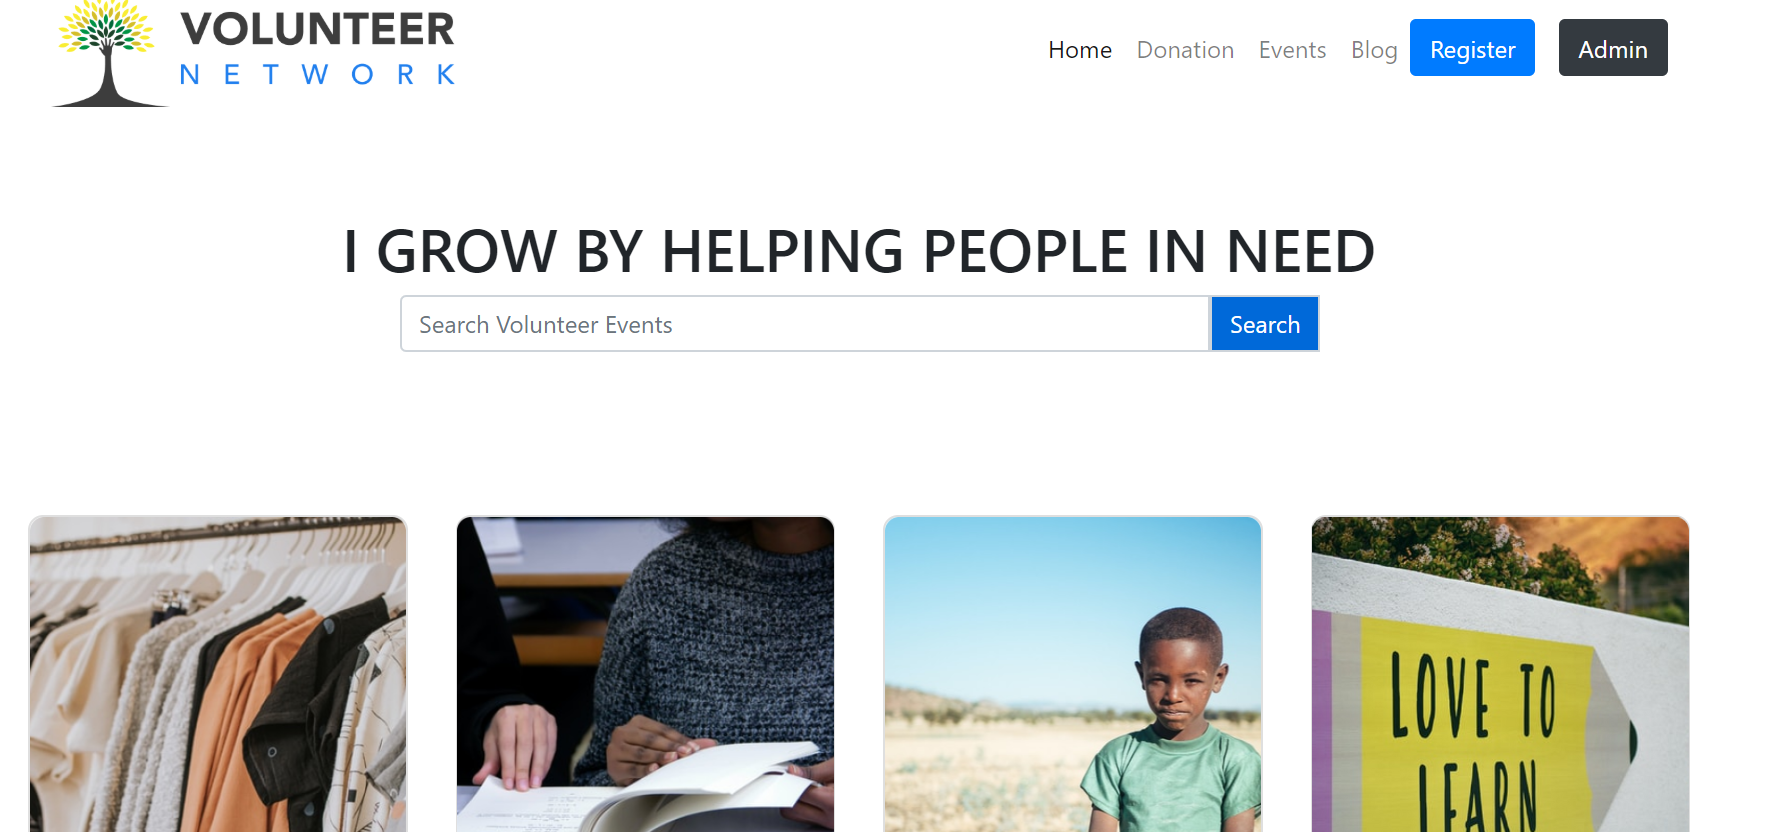 VOLUNTEER
NETWORK
Home Donation Events Blog Register Admin
I GROW BY HELPING PEOPLE IN NEED
Search Volunteer Events Search
LOVE TO
LEARN